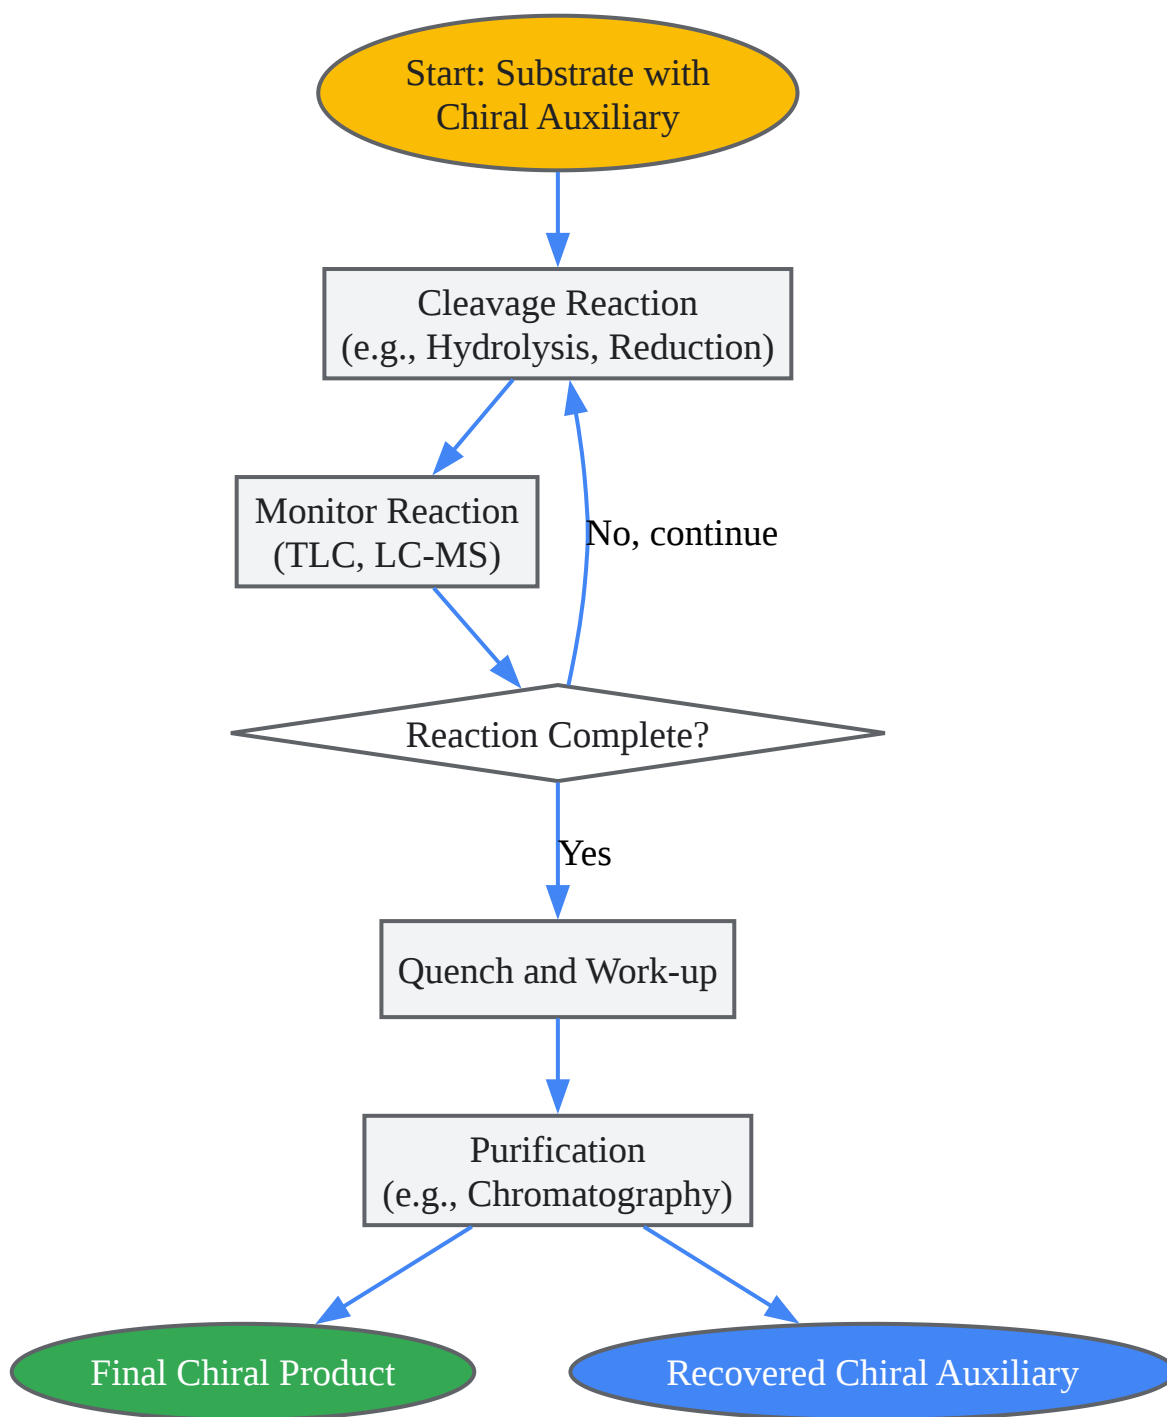 Start: Substrate with
Chiral Auxiliary
Cleavage Reaction
(e.g., Hydrolysis, Reduction)
Monitor Reaction
(TLC, LC-MS)
No, continue
Reaction Complete?
Yes
Quench and Work-up
Purification
(e.g., Chromatography)
Final Chiral Product
Recovered Chiral Auxiliary